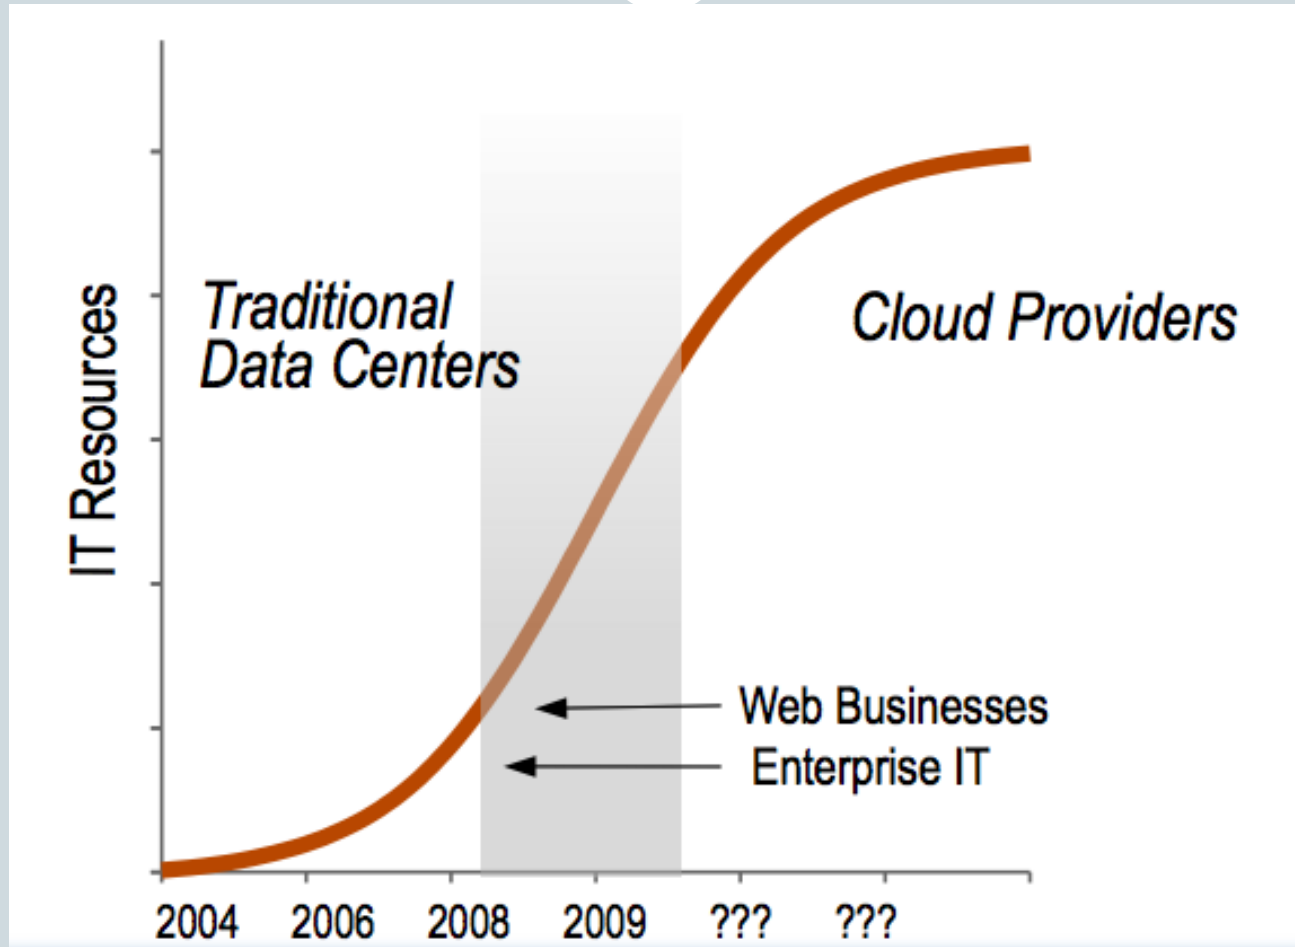 Traditional
Data Centers
Cloud Providers
IT Resources
Web Businesses
Enterprise IT
2004 2006 2008 2009 ??? ???